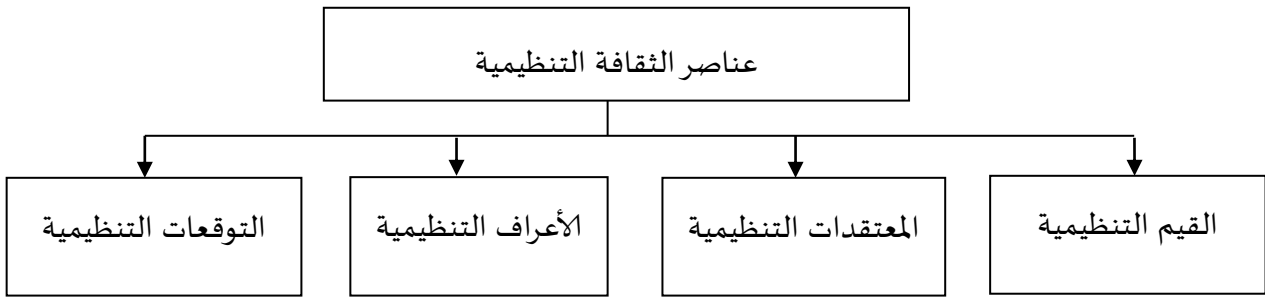 عناصر الثقافة التنظيمية
القيم التنظيمية
المعتقدات التنظيمية
الأعراف التنظيمية
التوقعات التنظيمية